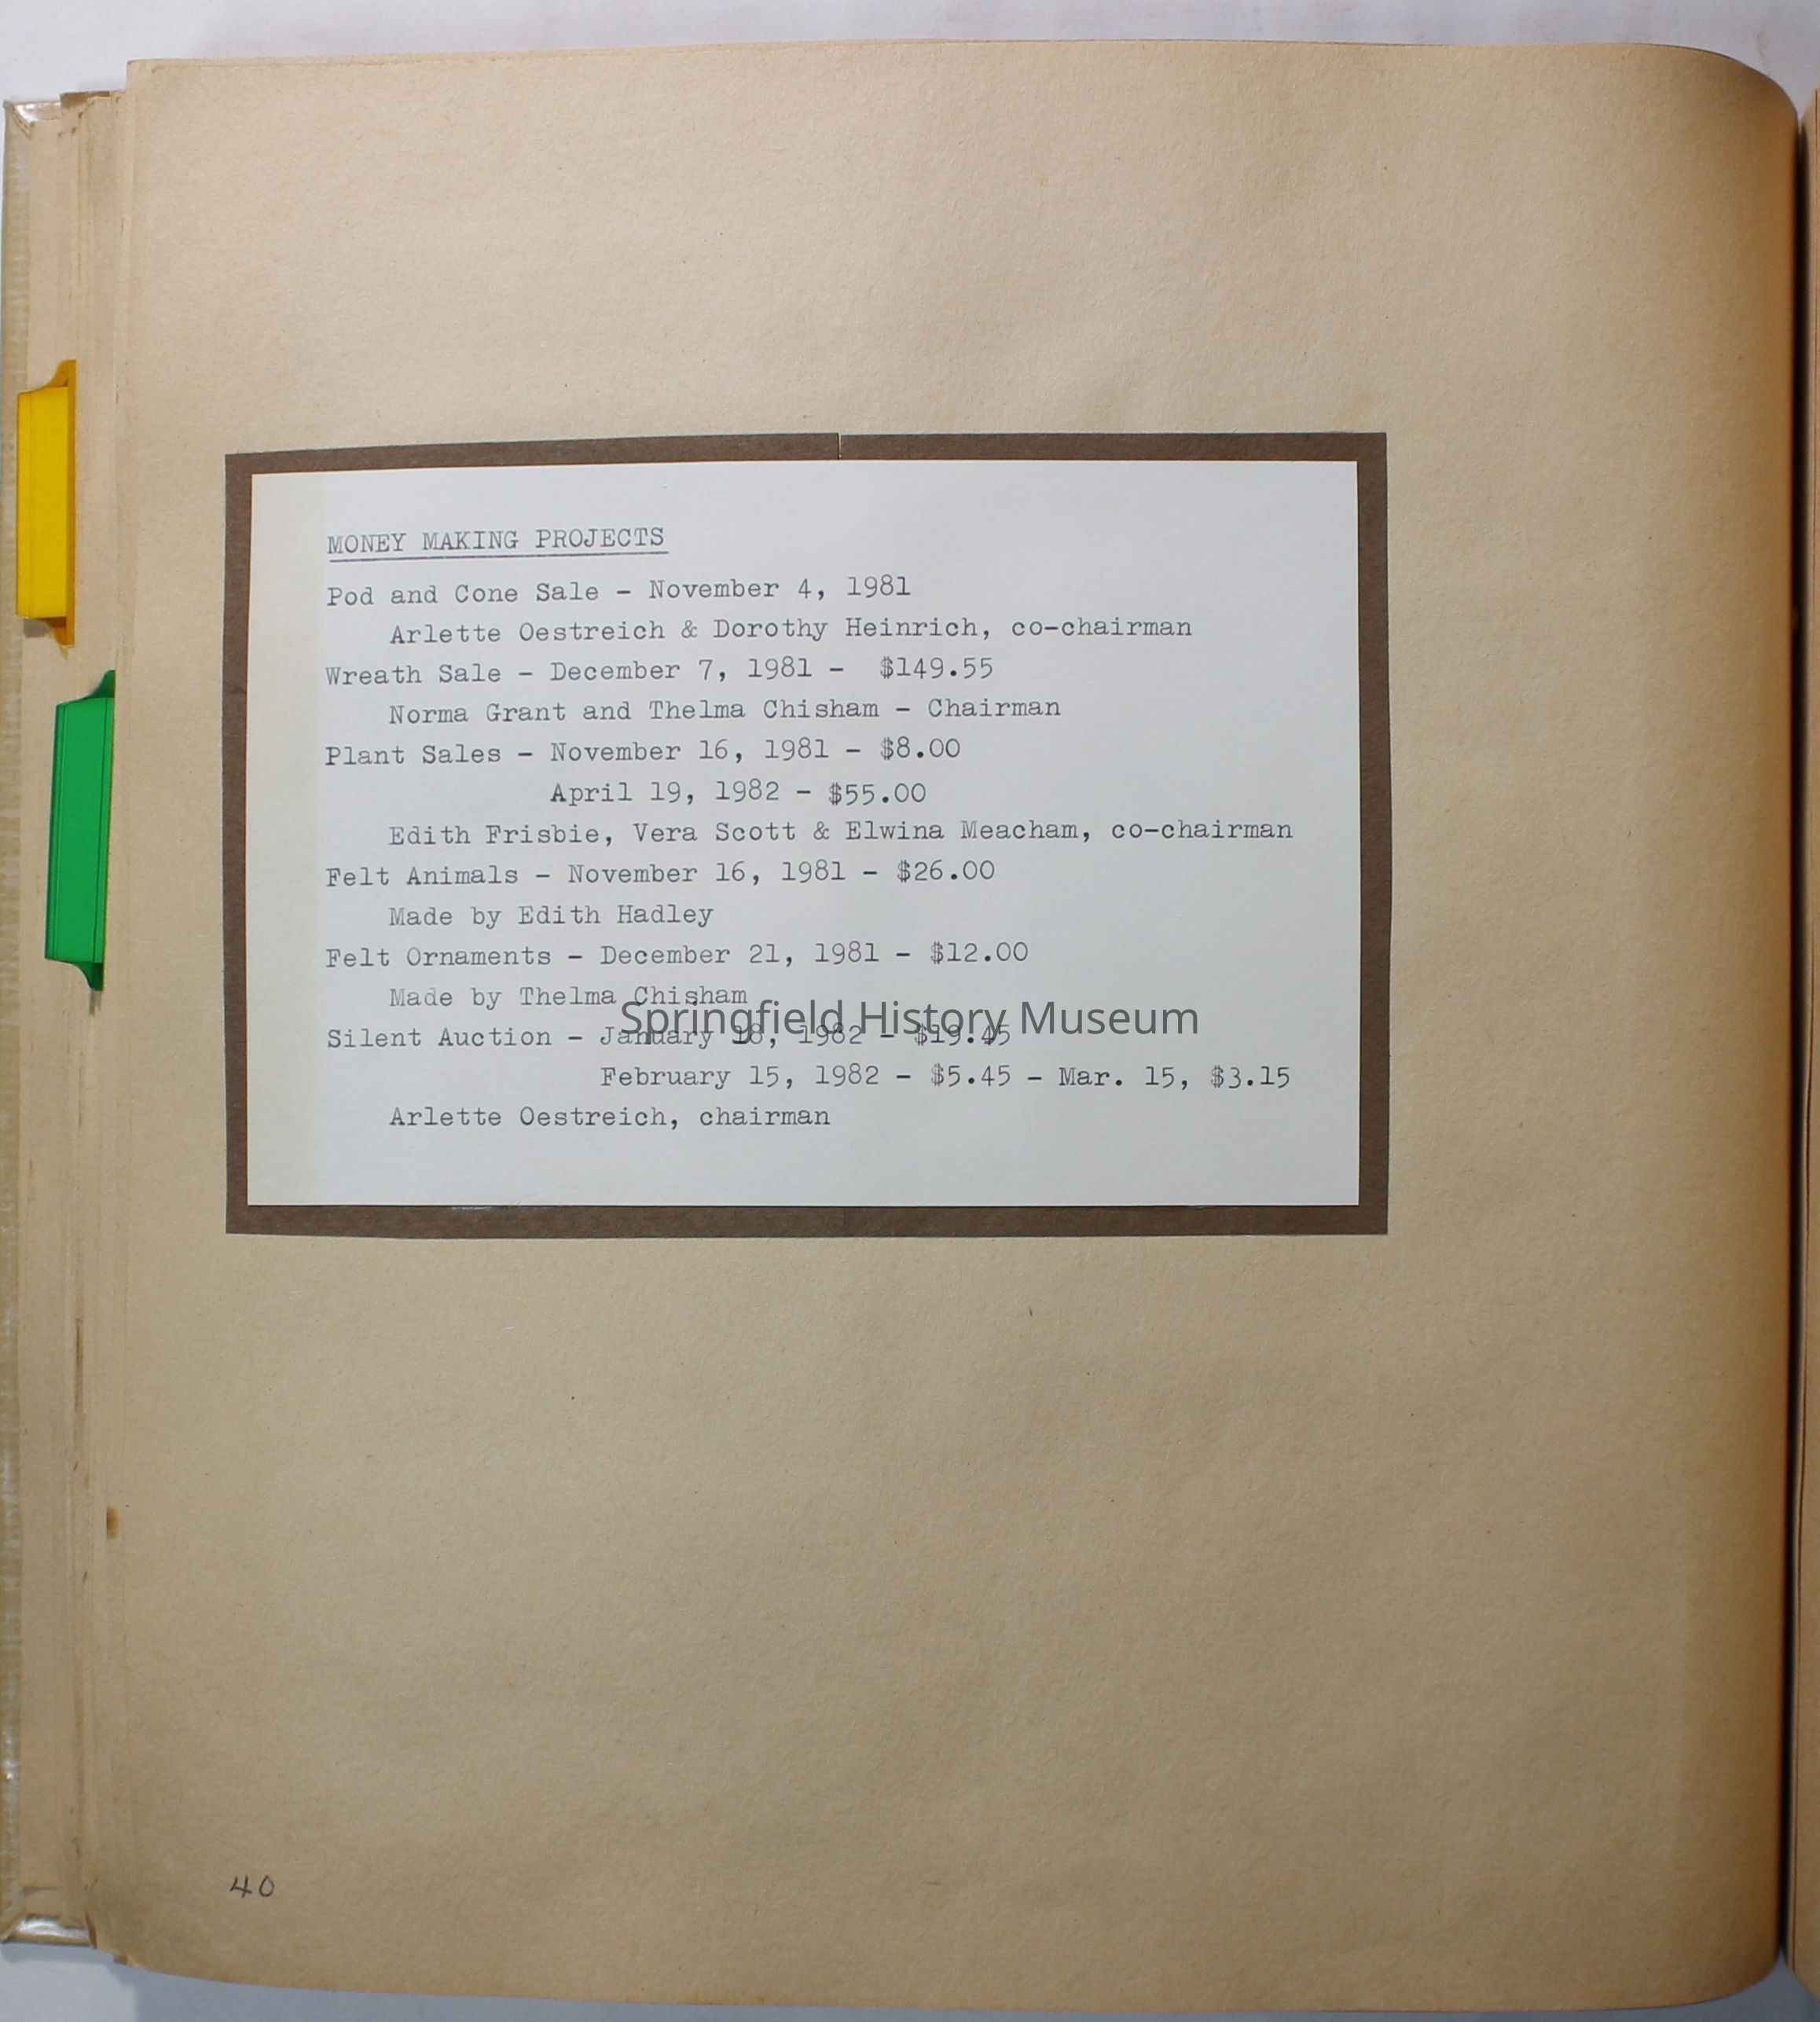 MONEY MAKING PROJECTS
Pod and Cone Sale - November 4, 1981
Arlette Oestreich & Dorothy Heinrich, co-chairman
Wreath Sale - December 7, 1981 - $149.55
Norma Grant and Thelma Chisham - Chairman
Plant Sales - November 16, 1981 - $8.00
April 19, 1982 - $55.00
Edith Frisbie, Vera Scott & Elwina Meacham, co-chairman
Felt Animals - November 16, 1981 - $26.00
Made by Edith Hadley
Felt Ornaments - December 21, 1981 - $12.00
Made by Thelma Chisham
Springfield History Museum
Silent Auction - January 18, 1982 - $19.45
February 15, 1982 - $5.45 - Mar. 15, $3.15
Arlette Oestreich, chairman
40